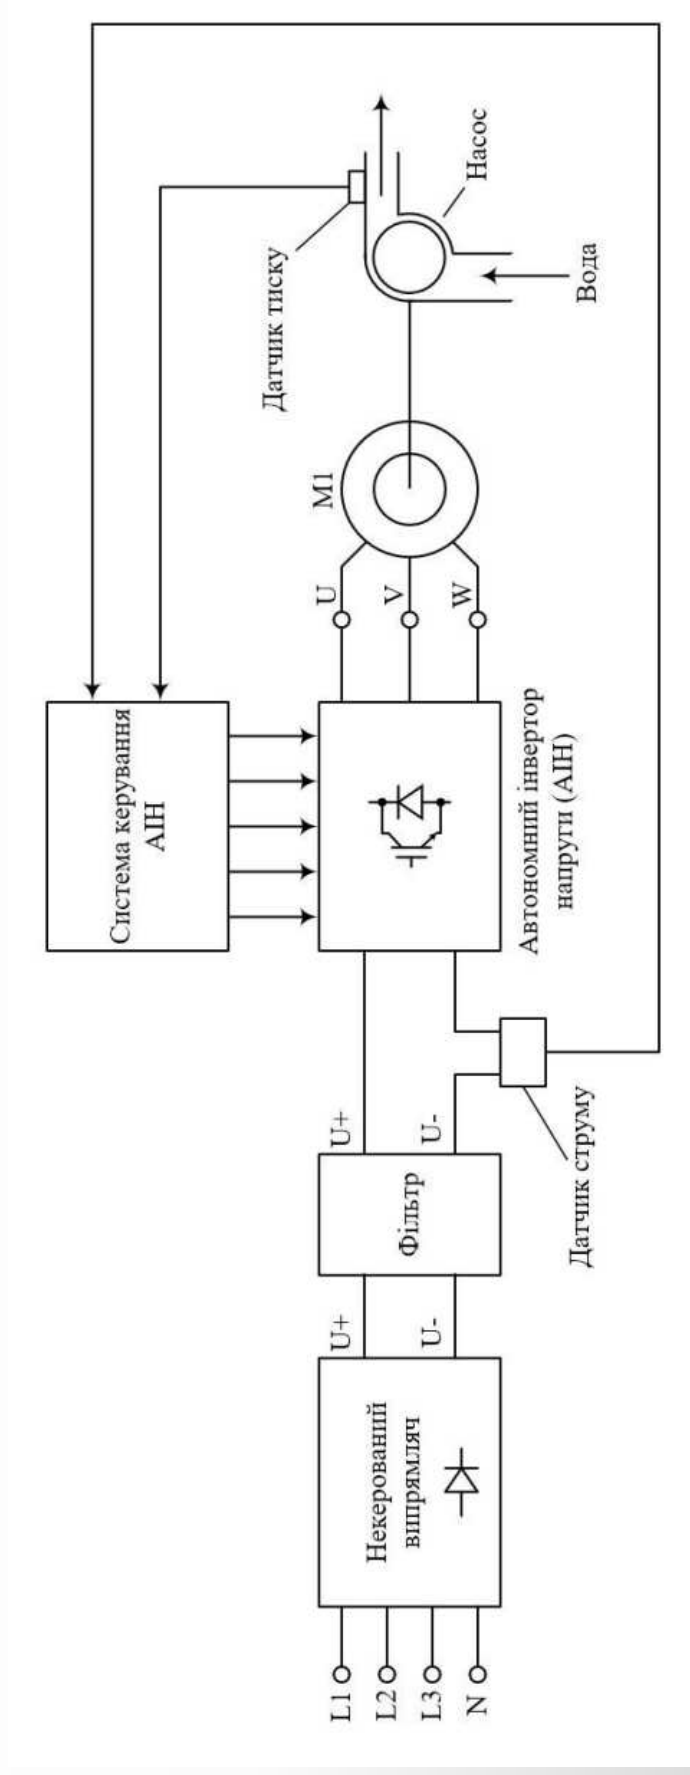 L1
L2
L3
N
Некерований
випрямляч
U+
U-
Фільтр
U+
U-
Датчик струму
Система керування
АІН
Автономний інвертор
напруги (АІН)
U
V
W
М1
Датчик тиску
Насос
Вода